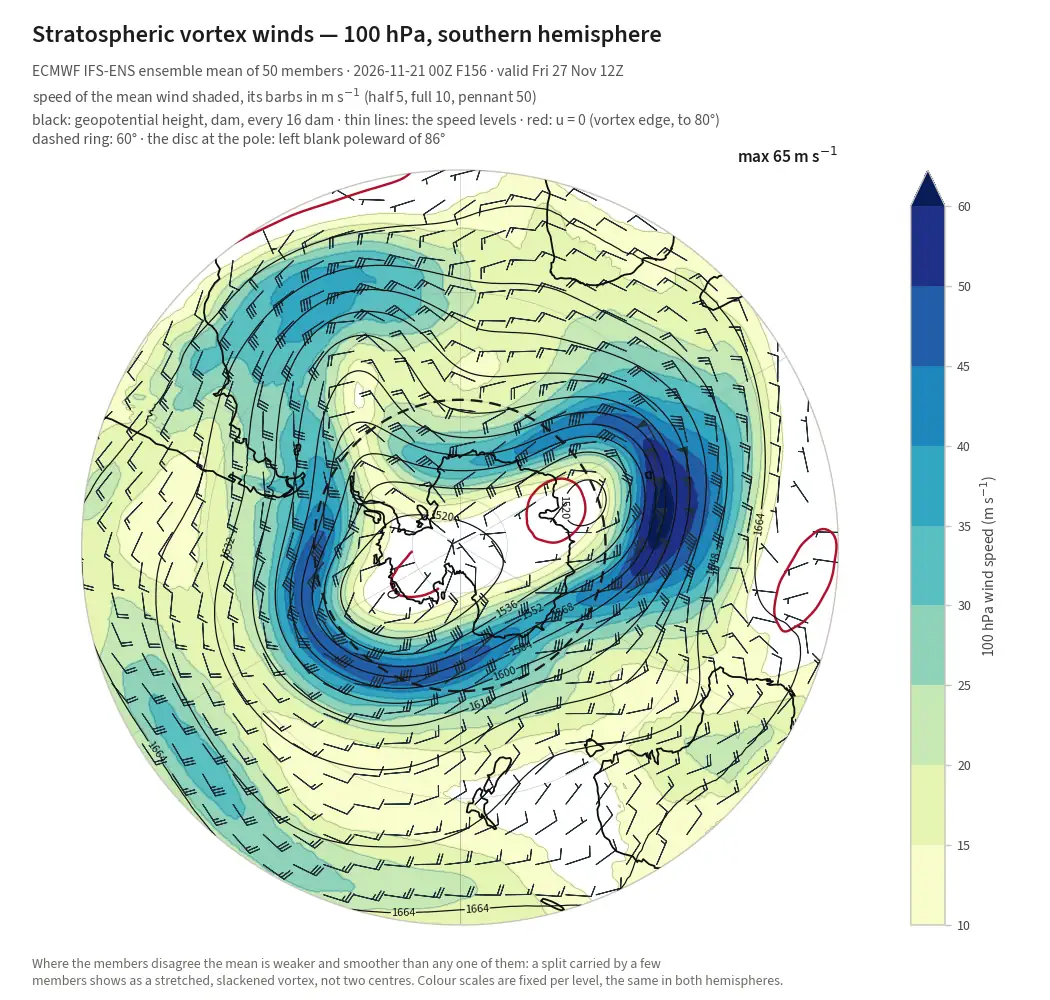 Stratospheric vortex winds — 100 hPa, southern hemisphere
ECMWF IFS-ENS ensemble mean of 50 members · 2026-11-21 00Z F156 · valid Fri 27 Nov 12Z
speed of the mean wind shaded, its barbs in m s⁻¹ (half 5, full 10, pennant 50)
black: geopotential height, dam, every 16 dam · thin lines: the speed levels · red: u = 0 (vortex edge, to 80°)
dashed ring: 60° · the disc at the pole: left blank poleward of 86°
max 65 m s⁻¹
60
50
45
40
35
30
25
20
15
10
100 hPa wind speed (m s⁻¹)
1520
1520
1664
1536
1552
1568
1584
1600
1664
1664
1664
Where the members disagree the mean is weaker and smoother than any one of them: a split carried by a few
members shows as a stretched, slackened vortex, not two centres. Colour scales are fixed per level, the same in both hemispheres.